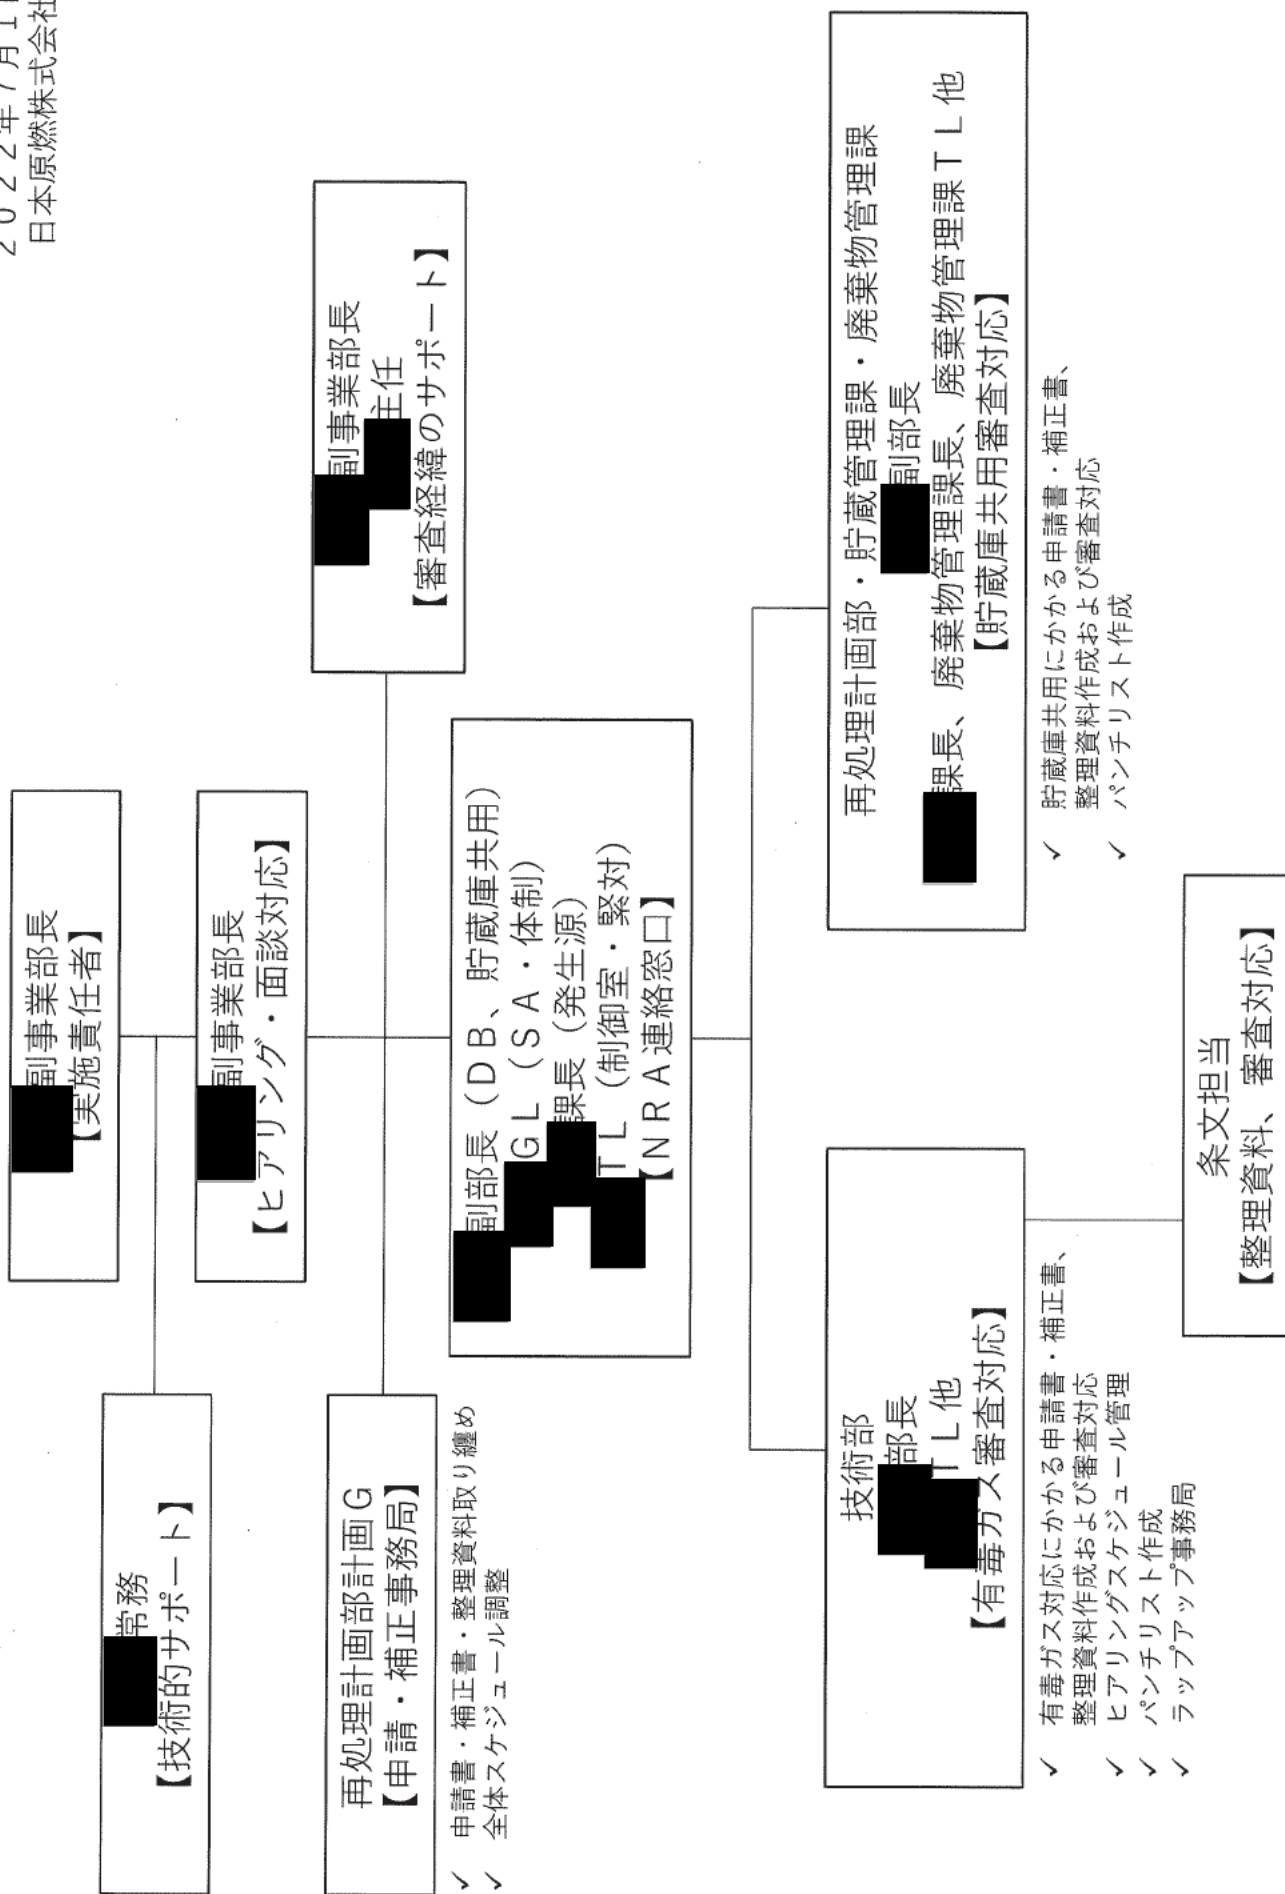 ２０２２年７月１
日本原燃株式会社
副事業部長
【実施責任者】
常務
【技術的サポート】
副事業部長
【ヒアリング・面談対応】
副事業部長
主任
【審査経緯のサポート】
再処理計画部計画Ｇ
【申請・補正事務局】
✓ 申請書・補正書・整理資料取り纏め
✓ 全体スケジュール調整
副部長（ＤＢ、貯蔵庫共用）
ＧＬ（ＳＡ・体制）
課長（発生源）
ＴＬ（制御室・緊対）
【ＮＲＡ連絡窓口】
技術部
部長
ＴＬ他
【有毒ガス審査対応】
✓ 有毒ガス対応にかかる申請書・補正書、
整理資料作成および審査対応
✓ ヒアリングスケジュール管理
✓ パンチリスト作成
✓ ラップアップ事務局
再処理計画部・貯蔵管理課・廃棄物管理課
副部長
課長、廃棄物管理課長、廃棄物管理課ＴＬ他
【貯蔵庫共用審査対応】
✓ 貯蔵庫共用にかかる申請書・補正書、
整理資料作成および審査対応
✓ パンチリスト作成
条文担当
【整理資料、審査対応】